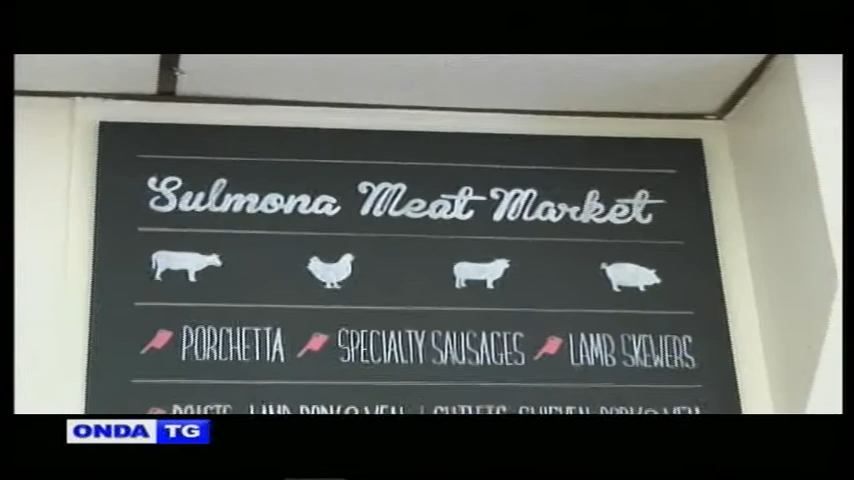 Sulmona Meat Market
PORCHETTA SPECIALTY SAUSAGES LAMB SKEWERS
ONDA TG